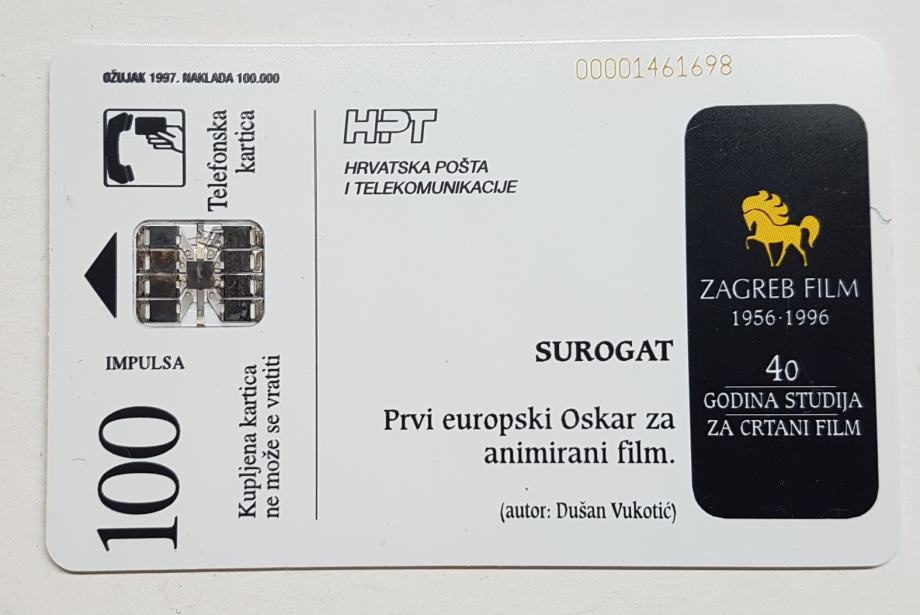 OŽUJAK 1997. NAKLADA 100.000
00001461698
Telefonska
kartica
HPT
HRVATSKA POŠTA
I TELEKOMUNIKACIJE
IMPULSA
100
Kupljena kartica
ne može se vratiti
SUROGAT
Prvi europski Oskar za
animirani film.
(autor: Dušan Vukotić)
ZAGREB FILM
1956·1996
40
GODINA STUDIJA
ZA CRTANI FILM